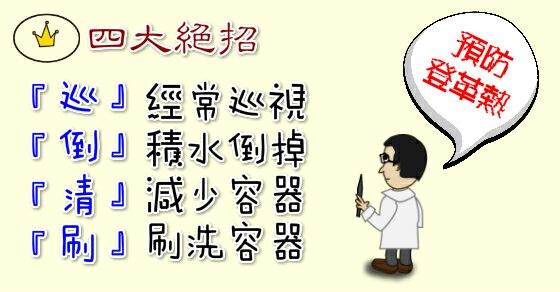 四大絕招
『巡』經常巡視
『倒』積水倒掉
『清』減少容器
『刷』刷洗容器
預防
登革熱